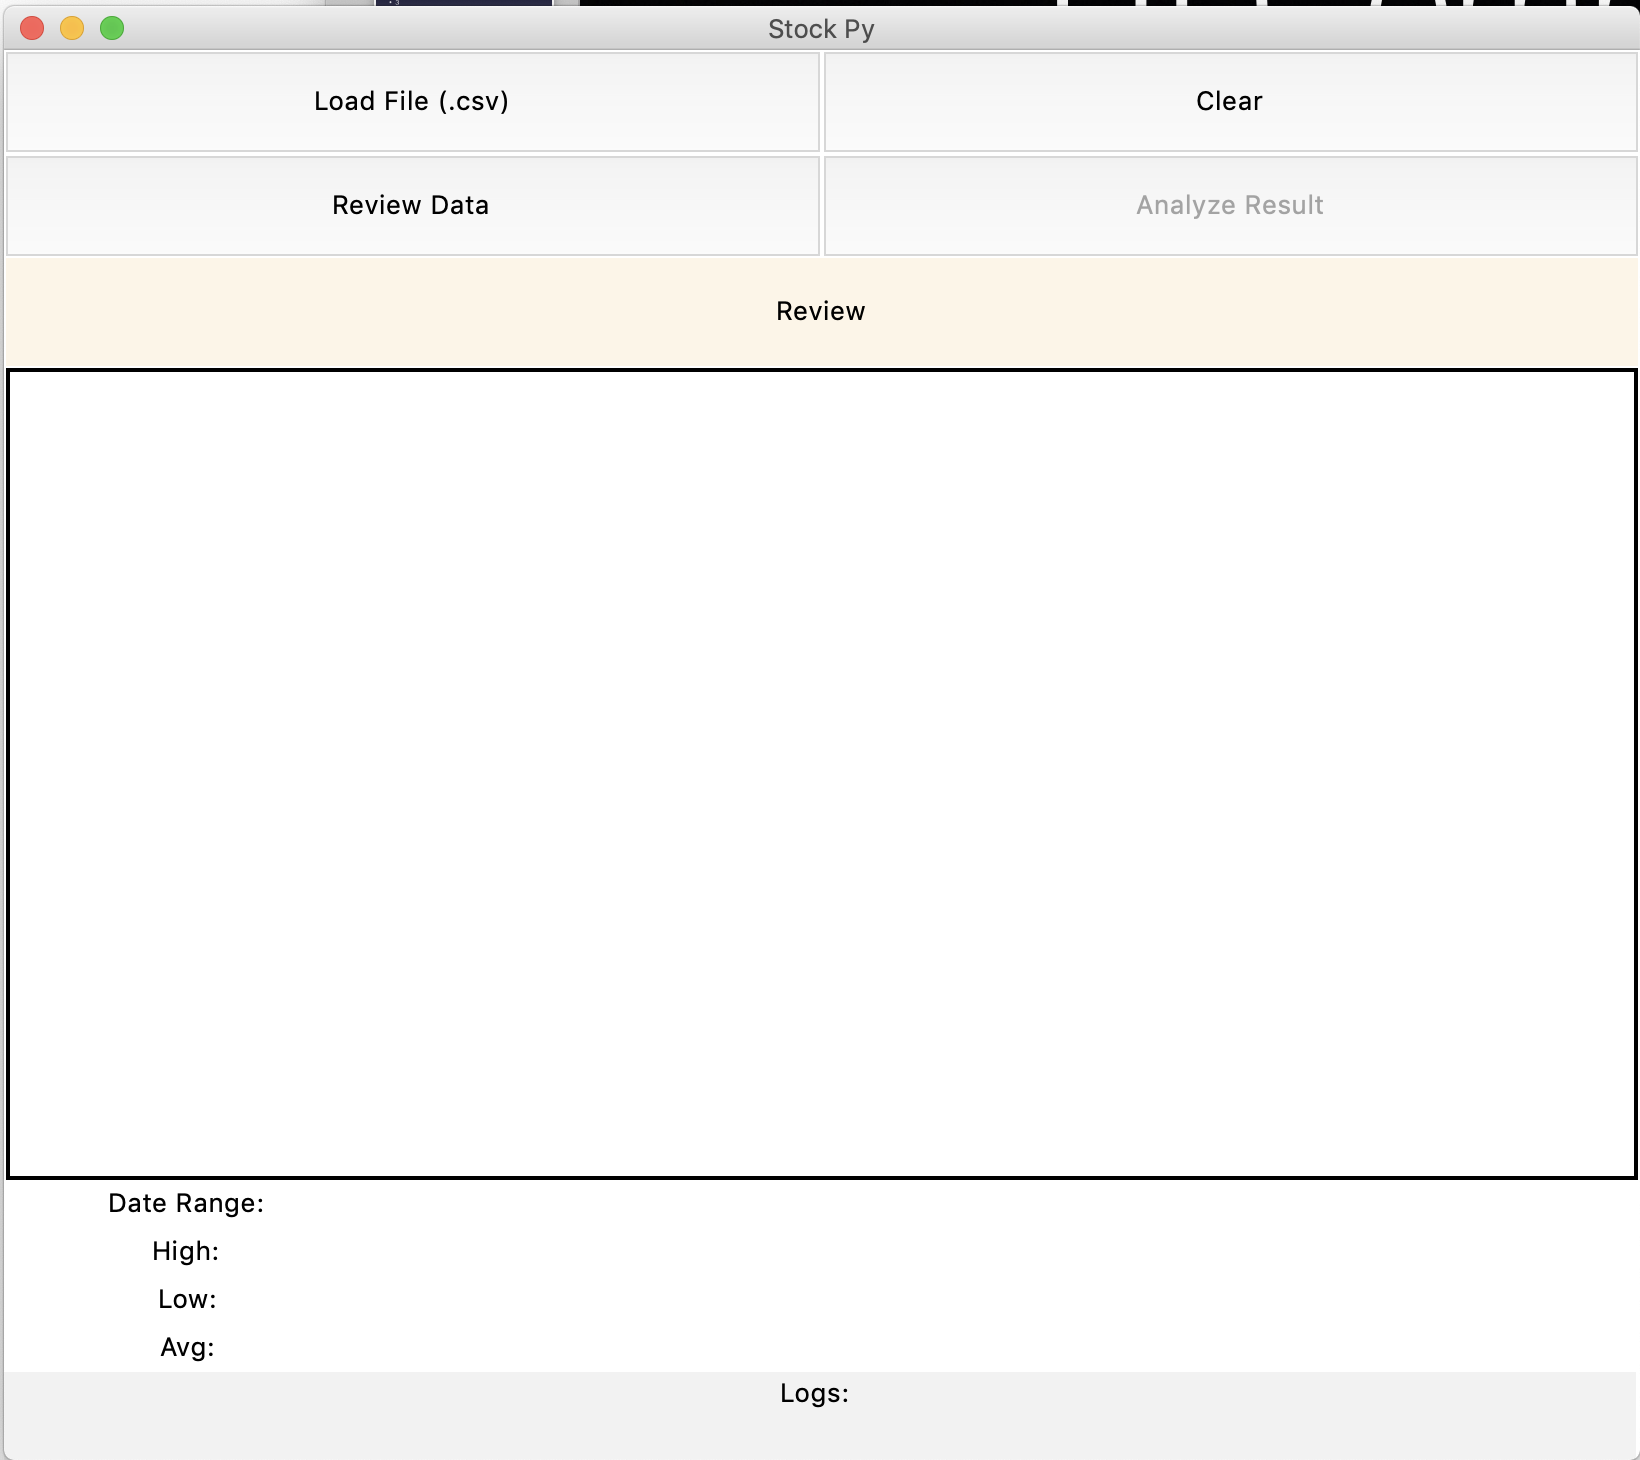 Stock Py
Load File (.csv)
Clear
Review Data
Analyze Result
Review
Date Range:
High:
Low:
Avg:
Logs: